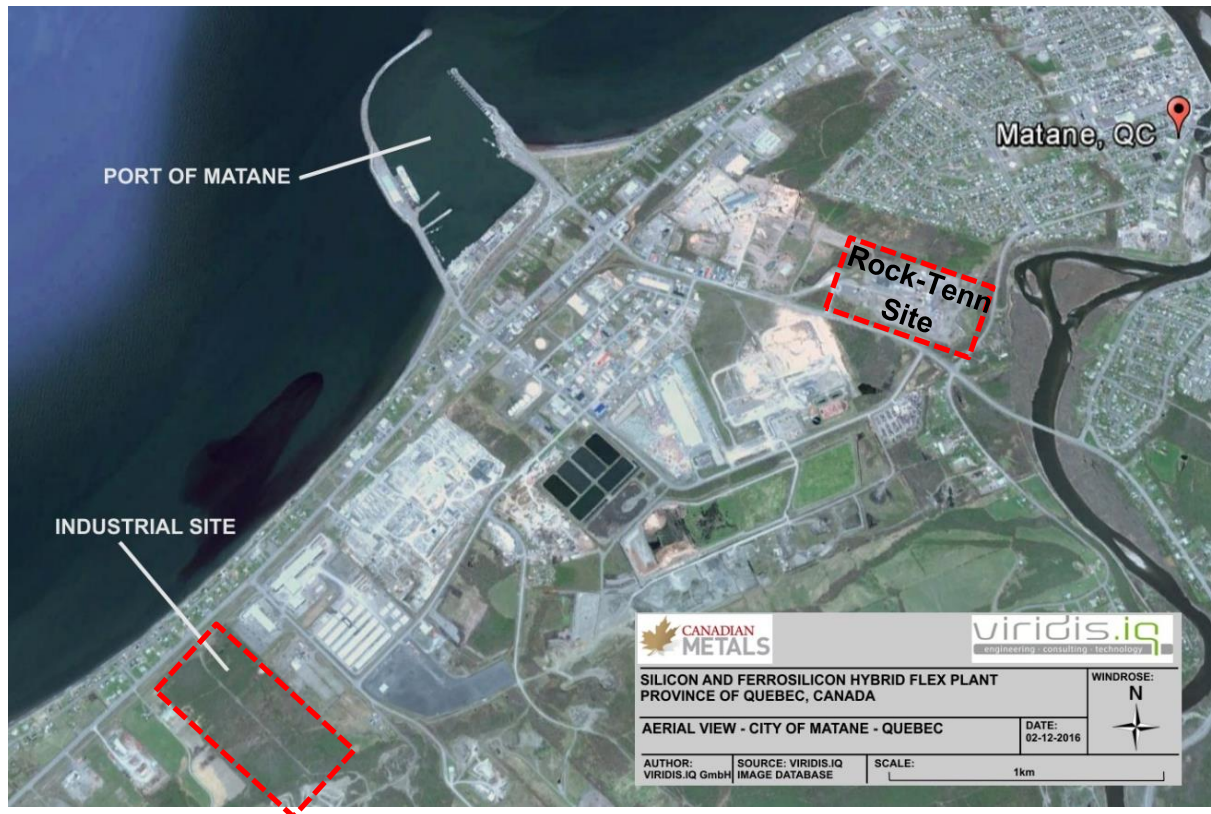 PORT OF MATANE
Matane, QC
Rock-Tenn
Site
INDUSTRIAL SITE
CANADIAN
METALS
viridis.iq
engineering - consulting - technology
SILICON AND FERROSILICON HYBRID FLEX PLANT
PROVINCE OF QUEBEC, CANADA
WINDROSE:
N
AERIAL VIEW - CITY OF MATANE - QUEBEC
DATE:
02-12-2016
AUTHOR:
VIRIDIS.IQ GmbH
SOURCE: VIRIDIS.IQ
IMAGE DATABASE
SCALE:
1km